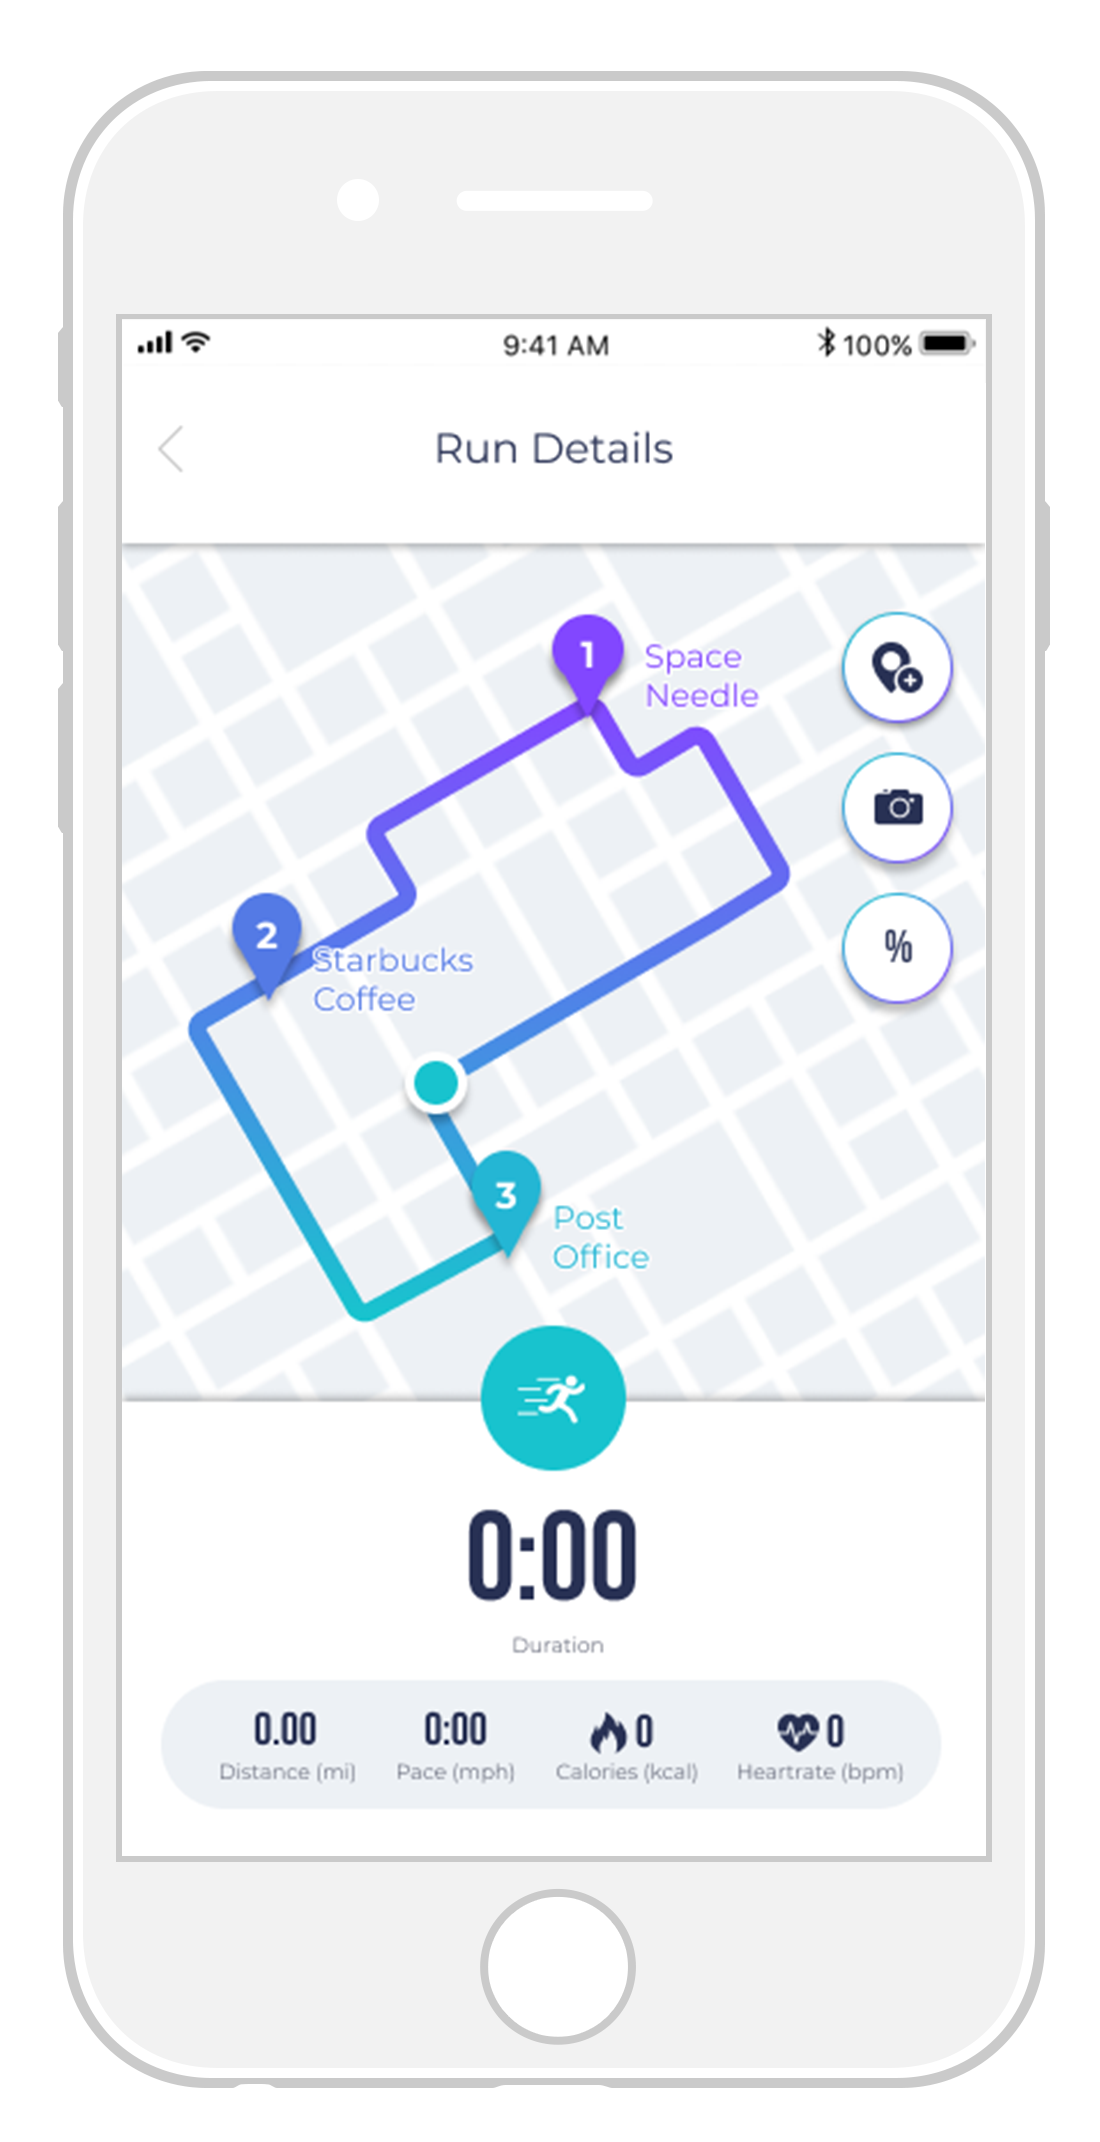 9:41 AM
100%
Run Details
1
Space
Needle
%
2
Starbucks
Coffee
3
Post
Office
0:00
Duration
0.00
0:00
0
0
Distance (mi)
Pace (mph)
Calories (kcal)
Heartrate (bpm)